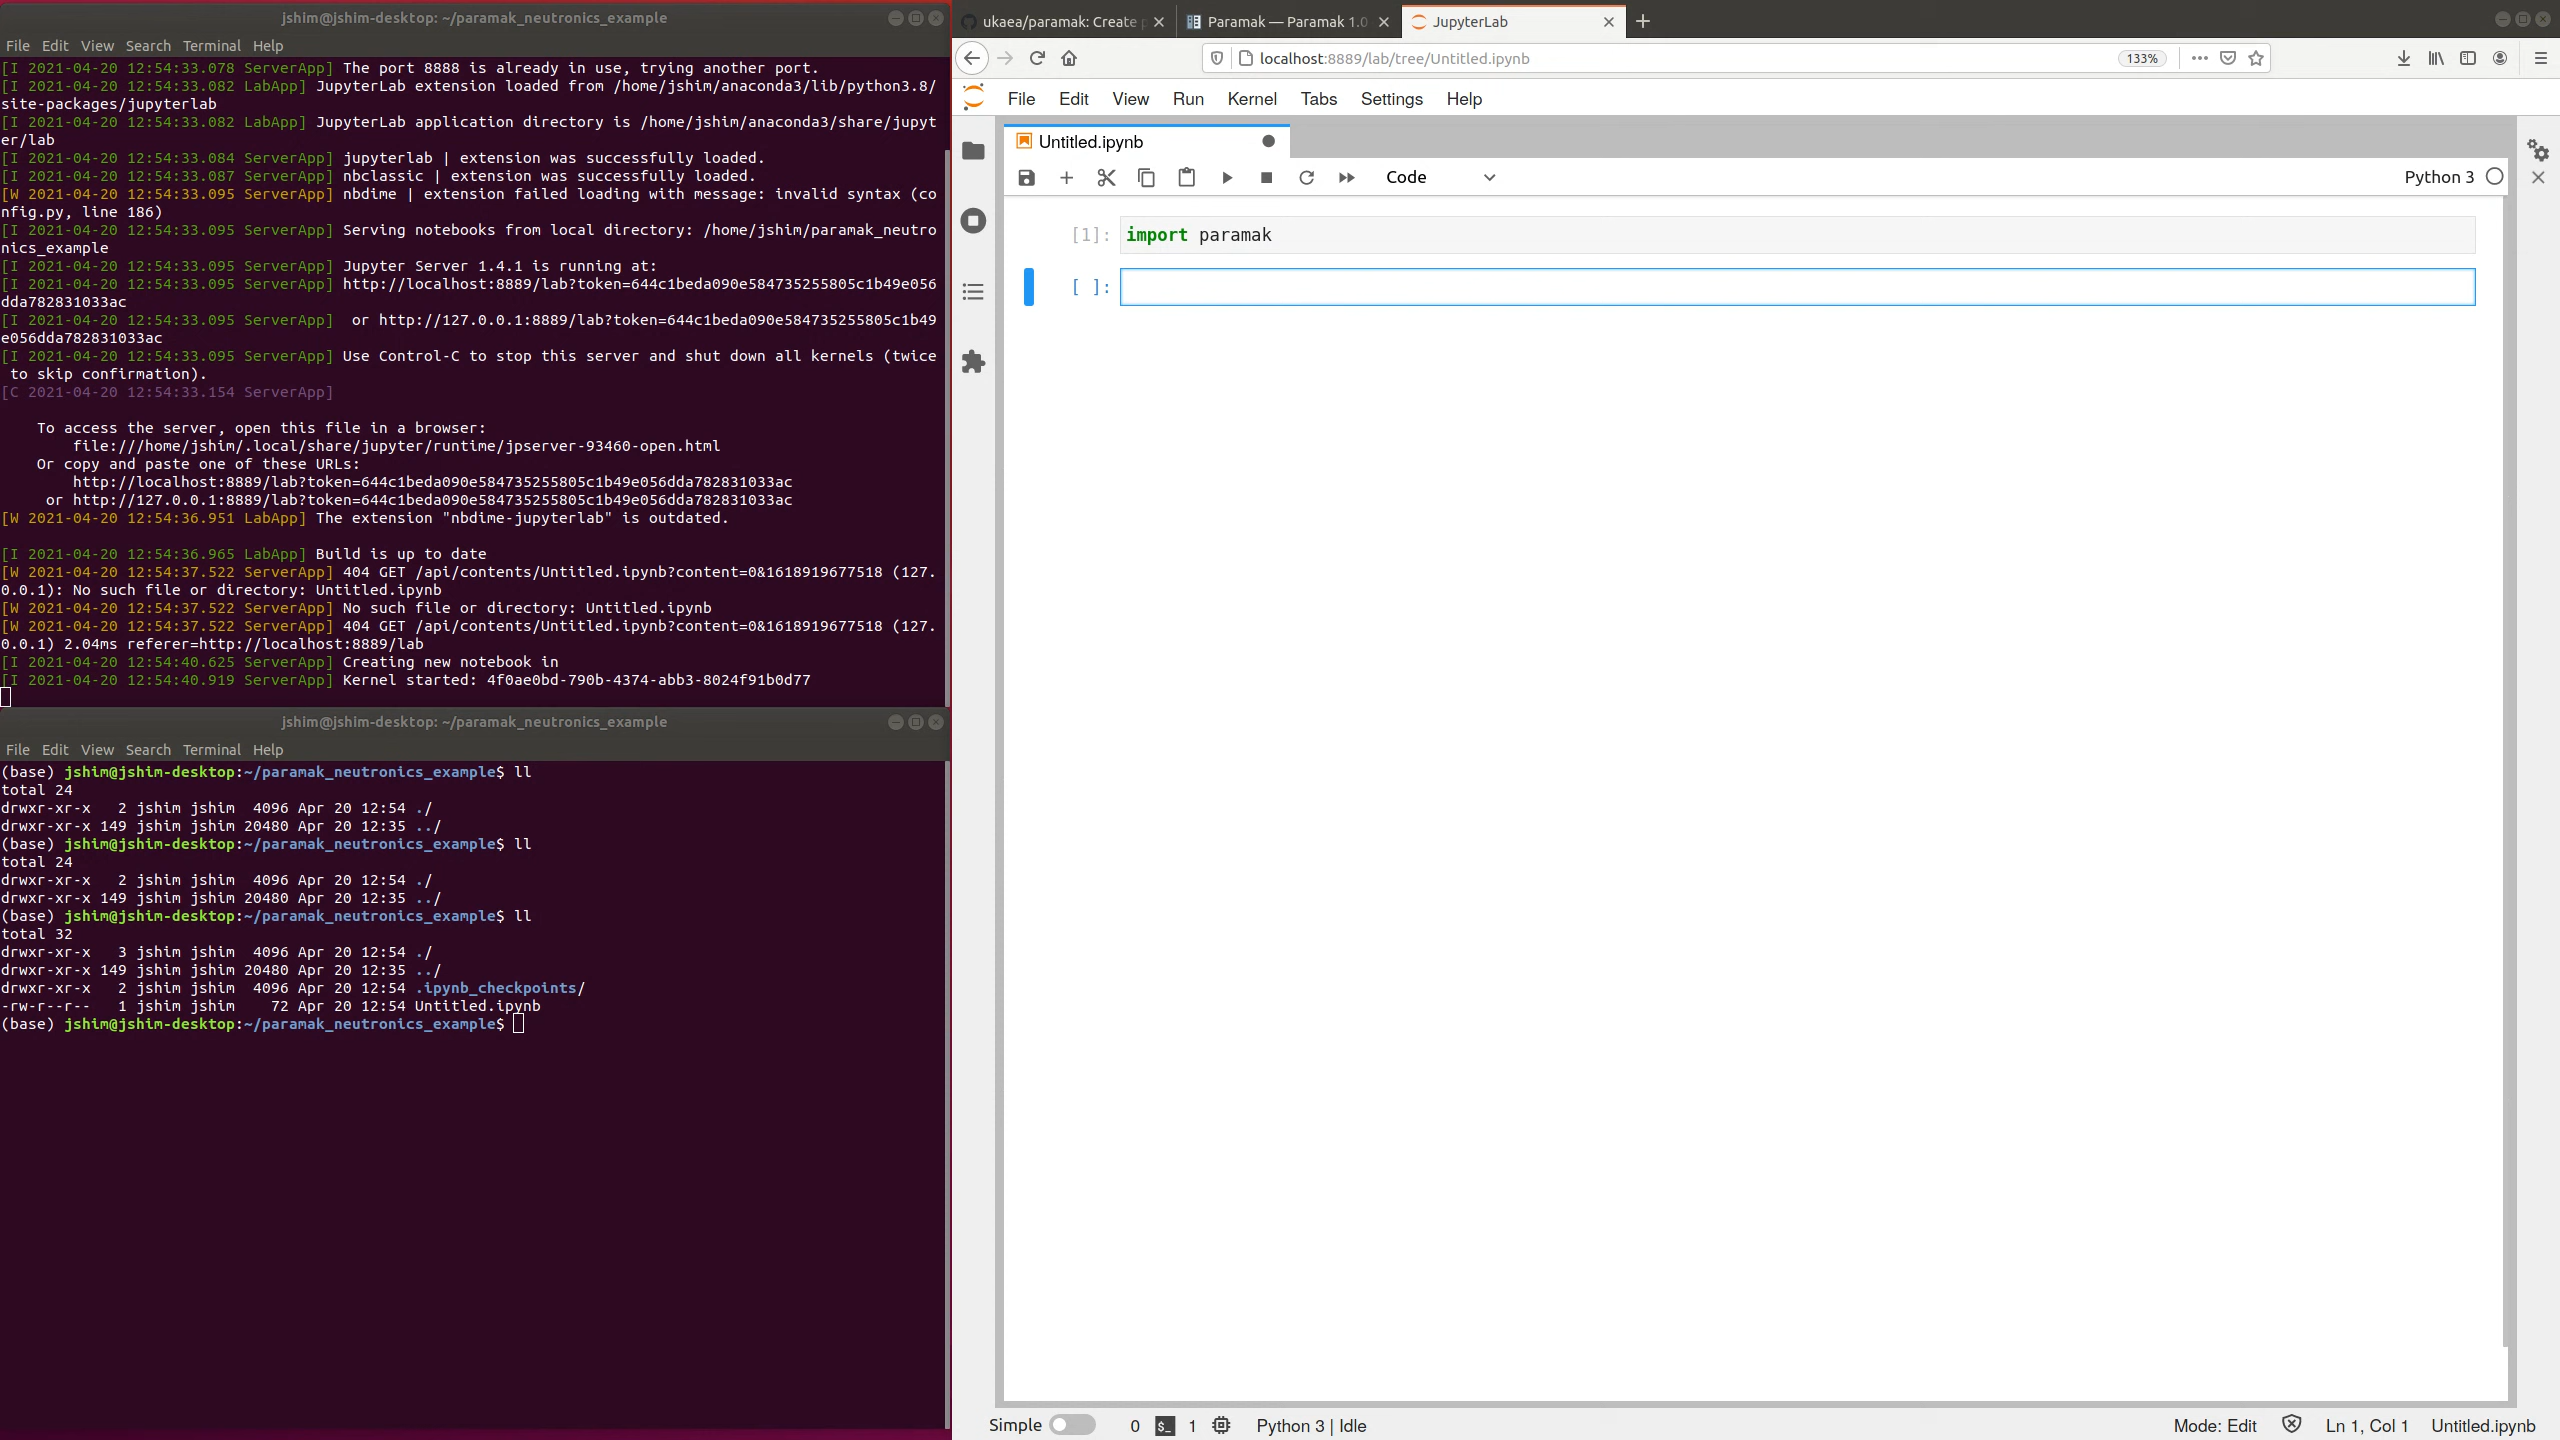 jshim@jshim-desktop: ~/paramak_neutronics_example
File Edit View Search Terminal Help
[I 2021-04-20 12:54:33.078 ServerApp] The port 8888 is already in use, trying another port.
[I 2021-04-20 12:54:33.082 LabApp] JupyterLab extension loaded from /home/jshim/anaconda3/lib/python3.8/
site-packages/jupyterlab
[I 2021-04-20 12:54:33.082 LabApp] JupyterLab application directory is /home/jshim/anaconda3/share/jupyt
er/lab
[I 2021-04-20 12:54:33.084 ServerApp] jupyterlab | extension was successfully loaded.
[I 2021-04-20 12:54:33.087 ServerApp] nbclassic | extension was successfully loaded.
[W 2021-04-20 12:54:33.095 ServerApp] nbdime | extension failed loading with message: invalid syntax (co
nfig.py, line 186)
[I 2021-04-20 12:54:33.095 ServerApp] Serving notebooks from local directory: /home/jshim/paramak_neutro
nics_example
[I 2021-04-20 12:54:33.095 ServerApp] Jupyter Server 1.4.1 is running at:
[I 2021-04-20 12:54:33.095 ServerApp] http://localhost:8889/lab?token=644c1beda090e584735255805c1b49e056
dda782831033ac
[I 2021-04-20 12:54:33.095 ServerApp]  or http://127.0.0.1:8889/lab?token=644c1beda090e584735255805c1b49
e056dda782831033ac
[I 2021-04-20 12:54:33.095 ServerApp] Use Control-C to stop this server and shut down all kernels (twice
 to skip confirmation).
[C 2021-04-20 12:54:33.154 ServerApp]
To access the server, open this file in a browser:
file:///home/jshim/.local/share/jupyter/runtime/jpserver-93460-open.html
Or copy and paste one of these URLs:
http://localhost:8889/lab?token=644c1beda090e584735255805c1b49e056dda782831033ac
or http://127.0.0.1:8889/lab?token=644c1beda090e584735255805c1b49e056dda782831033ac
[W 2021-04-20 12:54:36.951 LabApp] The extension "nbdime-jupyterlab" is outdated.
[I 2021-04-20 12:54:36.965 LabApp] Build is up to date
[W 2021-04-20 12:54:37.522 ServerApp] 404 GET /api/contents/Untitled.ipynb?content=0&1618919677518 (127.
0.0.1): No such file or directory: Untitled.ipynb
[W 2021-04-20 12:54:37.522 ServerApp] No such file or directory: Untitled.ipynb
[W 2021-04-20 12:54:37.522 ServerApp] 404 GET /api/contents/Untitled.ipynb?content=0&1618919677518 (127.
0.0.1) 2.04ms referer=http://localhost:8889/lab
[I 2021-04-20 12:54:40.625 ServerApp] Creating new notebook in
[I 2021-04-20 12:54:40.919 ServerApp] Kernel started: 4f0ae0bd-790b-4374-abb3-8024f91b0d77
jshim@jshim-desktop: ~/paramak_neutronics_example
File Edit View Search Terminal Help
(base) jshim@jshim-desktop:~/paramak_neutronics_example$ ll
total 24
drwxr-xr-x   2 jshim jshim  4096 Apr 20 12:54 ./
drwxr-xr-x 149 jshim jshim 20480 Apr 20 12:35 ../
(base) jshim@jshim-desktop:~/paramak_neutronics_example$ ll
total 24
drwxr-xr-x   2 jshim jshim  4096 Apr 20 12:54 ./
drwxr-xr-x 149 jshim jshim 20480 Apr 20 12:35 ../
(base) jshim@jshim-desktop:~/paramak_neutronics_example$ ll
total 32
drwxr-xr-x   3 jshim jshim  4096 Apr 20 12:54 ./
drwxr-xr-x 149 jshim jshim 20480 Apr 20 12:35 ../
drwxr-xr-x   2 jshim jshim  4096 Apr 20 12:54 .ipynb_checkpoints/
-rw-r--r--   1 jshim jshim    72 Apr 20 12:54 Untitled.ipynb
(base) jshim@jshim-desktop:~/paramak_neutronics_example$
ukaea/paramak: Create p
Paramak — Paramak 1.0
JupyterLab
localhost:8889/lab/tree/Untitled.ipynb
133%
File Edit View Run Kernel Tabs Settings Help
Untitled.ipynb
Code
Python 3
[1]: import paramak
[ ]:
Simple 0 $_ 1 Python 3 | Idle
Mode: Edit Ln 1, Col 1 Untitled.ipynb